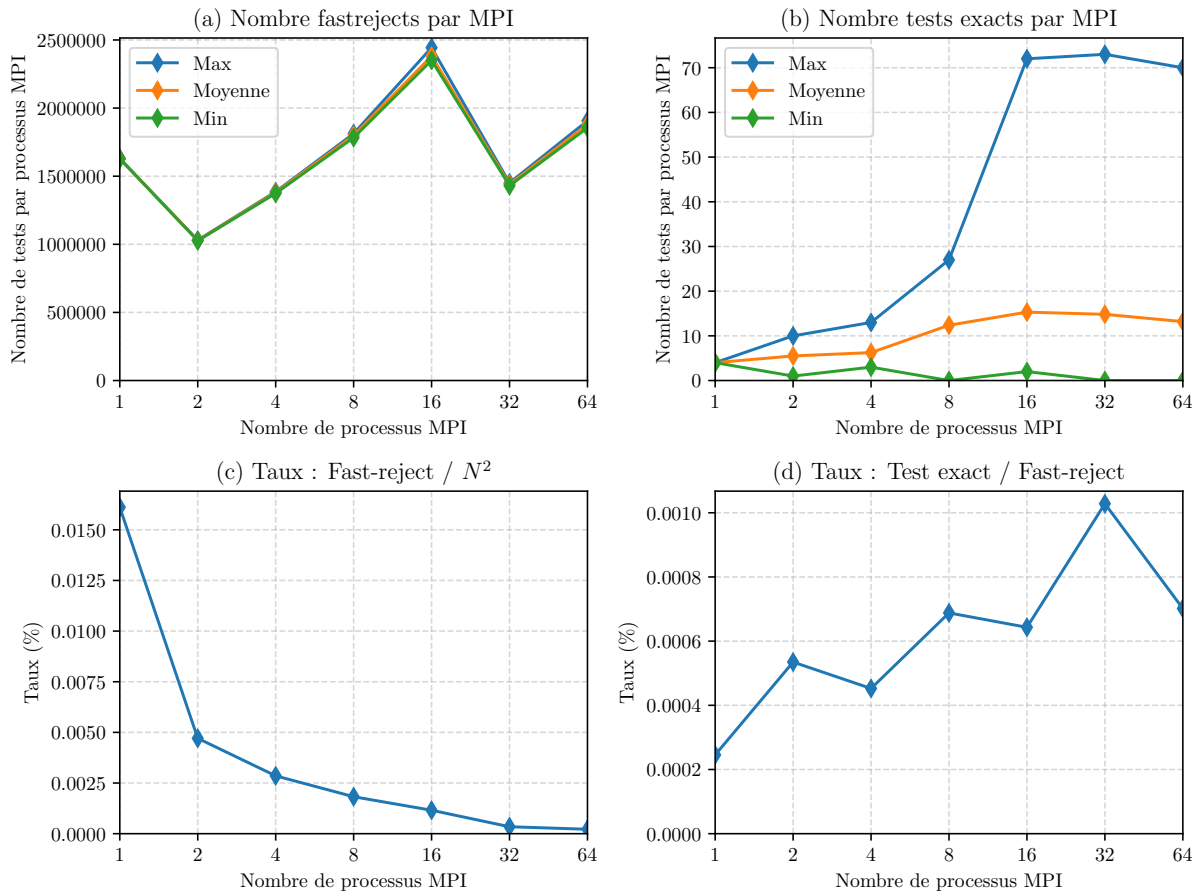 (a) Nombre fastrejects par MPI
2500000
2000000
1500000
1000000
500000
0
Nombre de tests par processus MPI
Max
Moyenne
Min
1 2 4 8 16 32 64
Nombre de processus MPI
(b) Nombre tests exacts par MPI
70
60
50
40
30
20
10
0
Nombre de tests par processus MPI
Max
Moyenne
Min
1 2 4 8 16 32 64
Nombre de processus MPI
(c) Taux : Fast-reject / N²
0.0150
0.0125
0.0100
0.0075
0.0050
0.0025
0.0000
Taux (%)
1 2 4 8 16 32 64
Nombre de processus MPI
(d) Taux : Test exact / Fast-reject
0.0010
0.0008
0.0006
0.0004
0.0002
0.0000
Taux (%)
1 2 4 8 16 32 64
Nombre de processus MPI